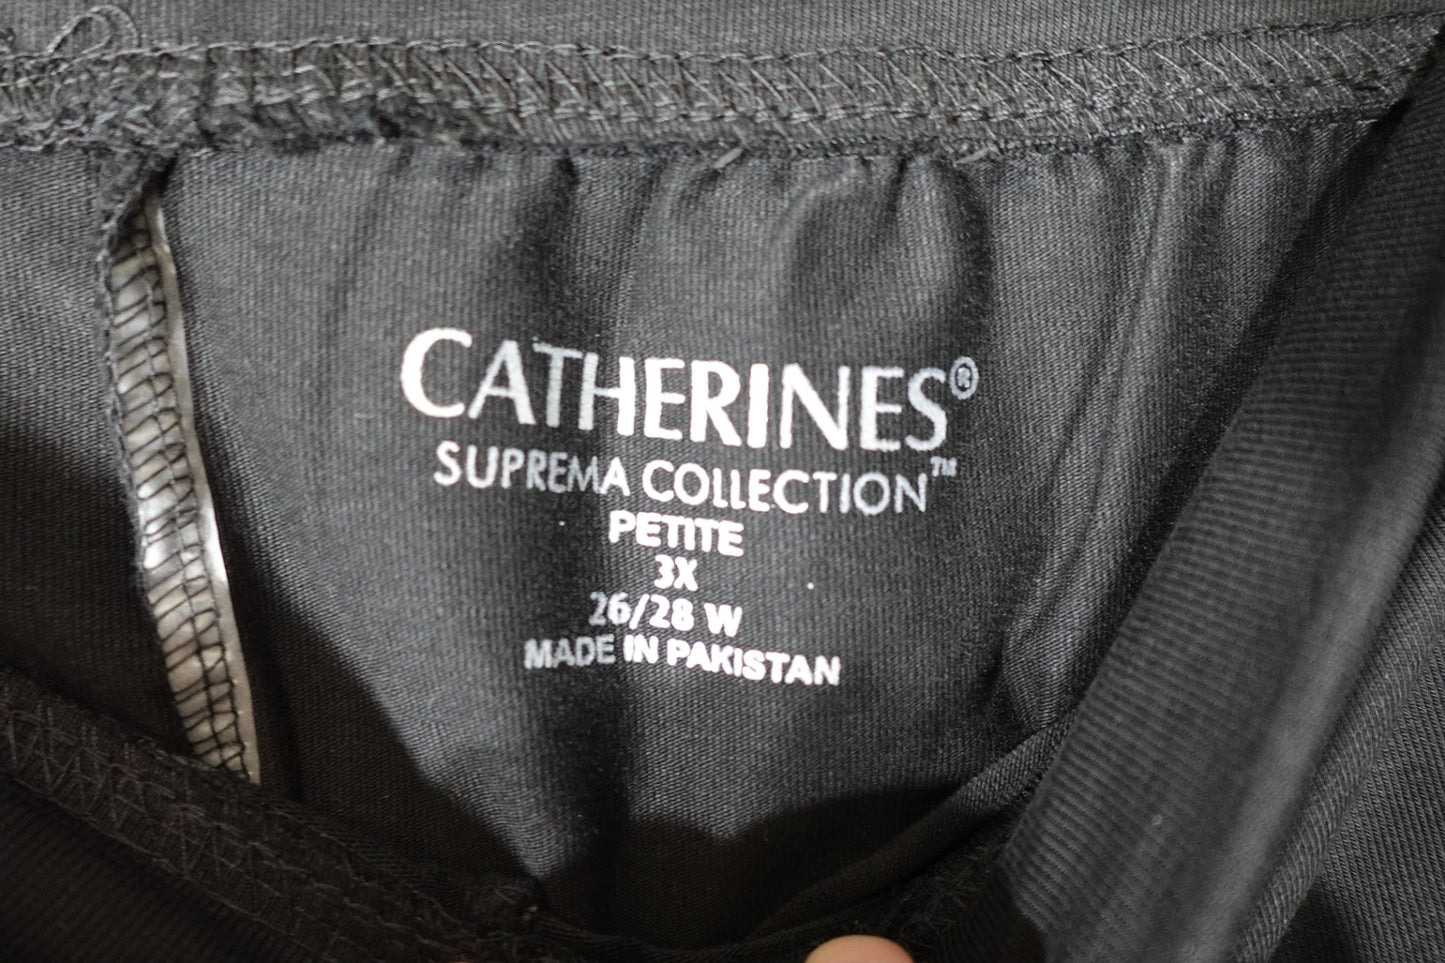 CATHERINES®
SUPREMA COLLECTION™
PETITE
3X
26/28 W
MADE IN PAKISTAN